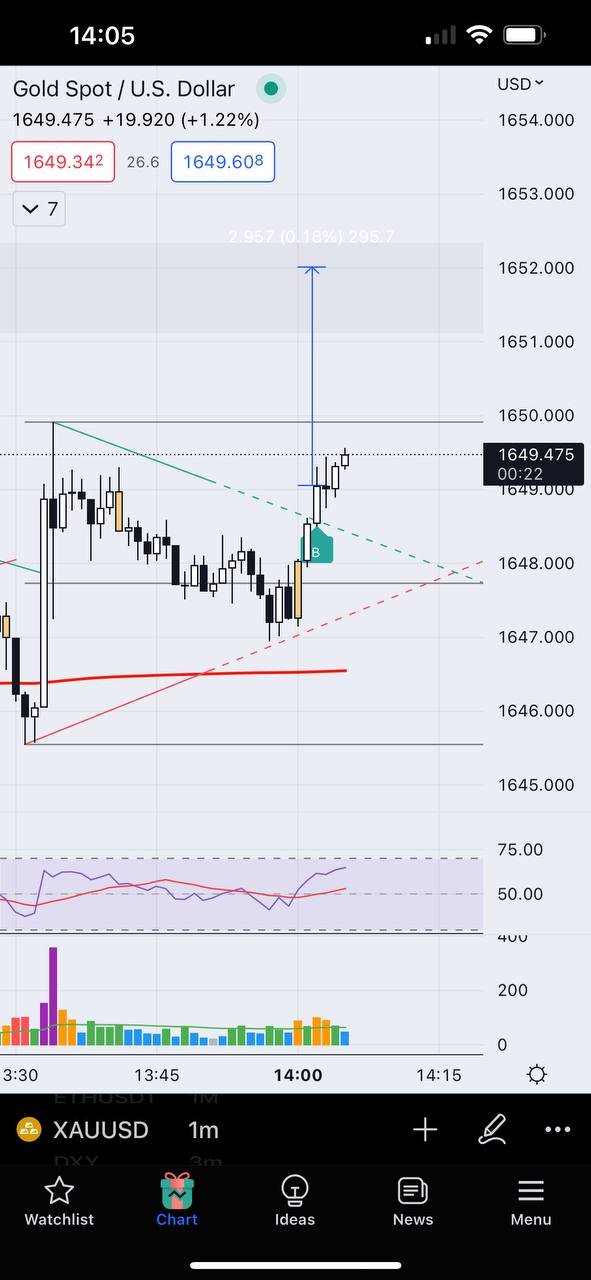 14:05
Gold Spot / U.S. Dollar
USD
1649.475 +19.920 (+1.22%)
1654.000
1649.342 26.6 1649.608
1653.000
7
2.957 (0.18%) 295.7
1652.000
1651.000
1650.000
1649.475
00:22
1649.000
B
1648.000
1647.000
1646.000
1645.000
75.00
50.00
400
200
0
3:30 13:45 14:00 14:15
ETHUSDT 1M
XAUUSD 1m
DXY 3m
Watchlist Chart Ideas News Menu